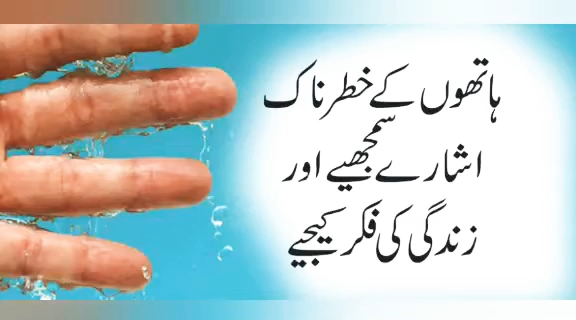 ہاتھوں کے خطرناک
اشارے سمجھیے اور
زندگی کی فکر کیجیے